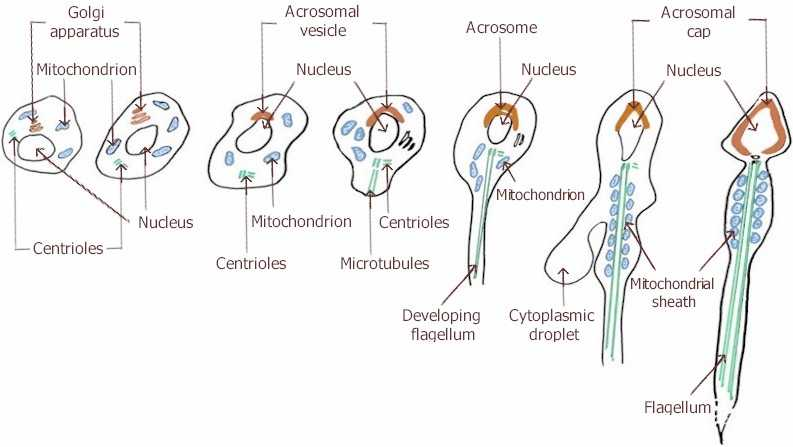 Golgi
apparatus
Acrosomal
vesicle
Acrosome
Acrosomal
cap
Mitochondrion
Nucleus
Nucleus
Nucleus
Nucleus
Mitochondrion
Centrioles
Mitochondrion
Centrioles
Centrioles
Microtubules
Mitochondrial
sheath
Developing
flagellum
Cytoplasmic
droplet
Flagellum